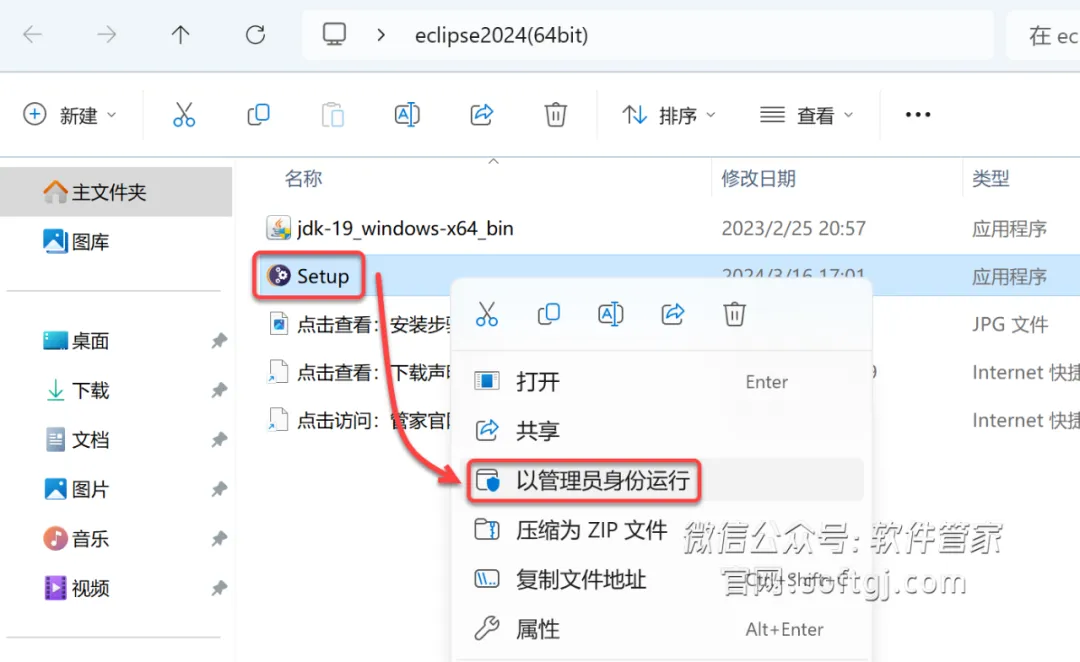 eclipse2024(64bit)
在 ec
新建
排序
查看
名称
修改日期
类型
主文件夹
图库
桌面
下载
文档
图片
音乐
视频
jdk-19_windows-x64_bin
2023/2/25 20:57
应用程序
Setup
2024/3/16 17:01
应用程序
点击查看：安装步骤
JPG 文件
点击查看：下载声明
9
Internet 快捷
点击访问：管家官网
Internet 快捷
打开
Enter
共享
以管理员身份运行
压缩为 ZIP 文件
复制文件地址
Ctrl+Shift+C
属性
Alt+Enter
微信公众号:软件管家
官网:softgj.com